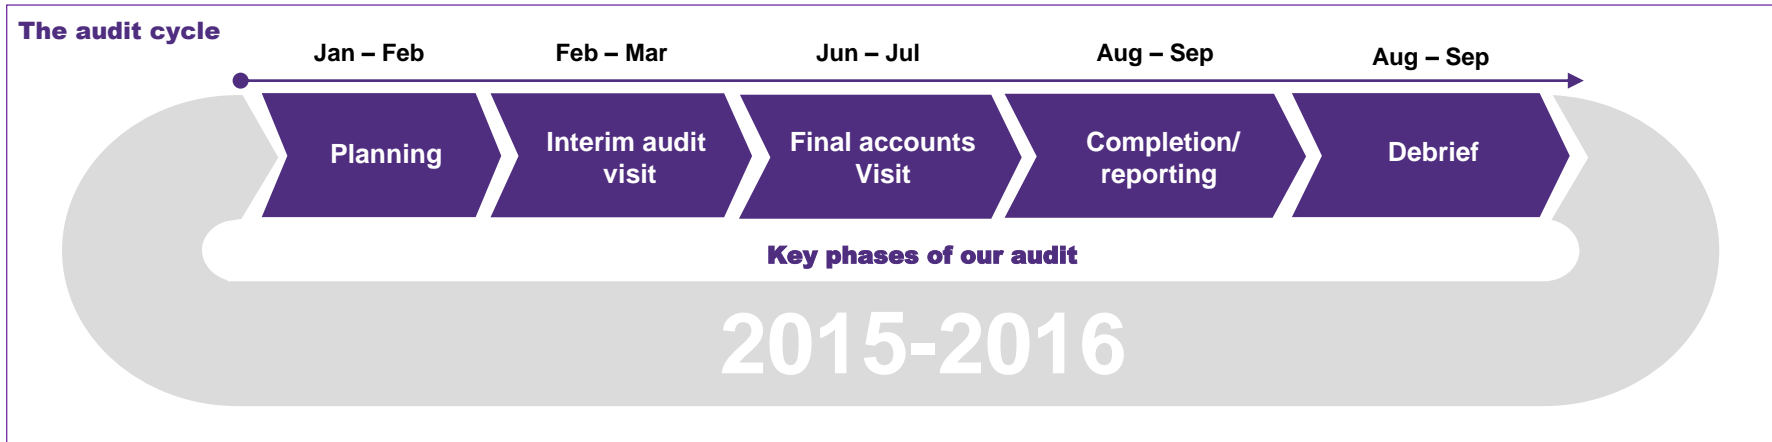 The audit cycle
Jan – Feb
Feb – Mar
Jun – Jul
Aug – Sep
Aug – Sep
Planning
Interim audit
visit
Final accounts
Visit
Completion/
reporting
Debrief
Key phases of our audit
2015-2016